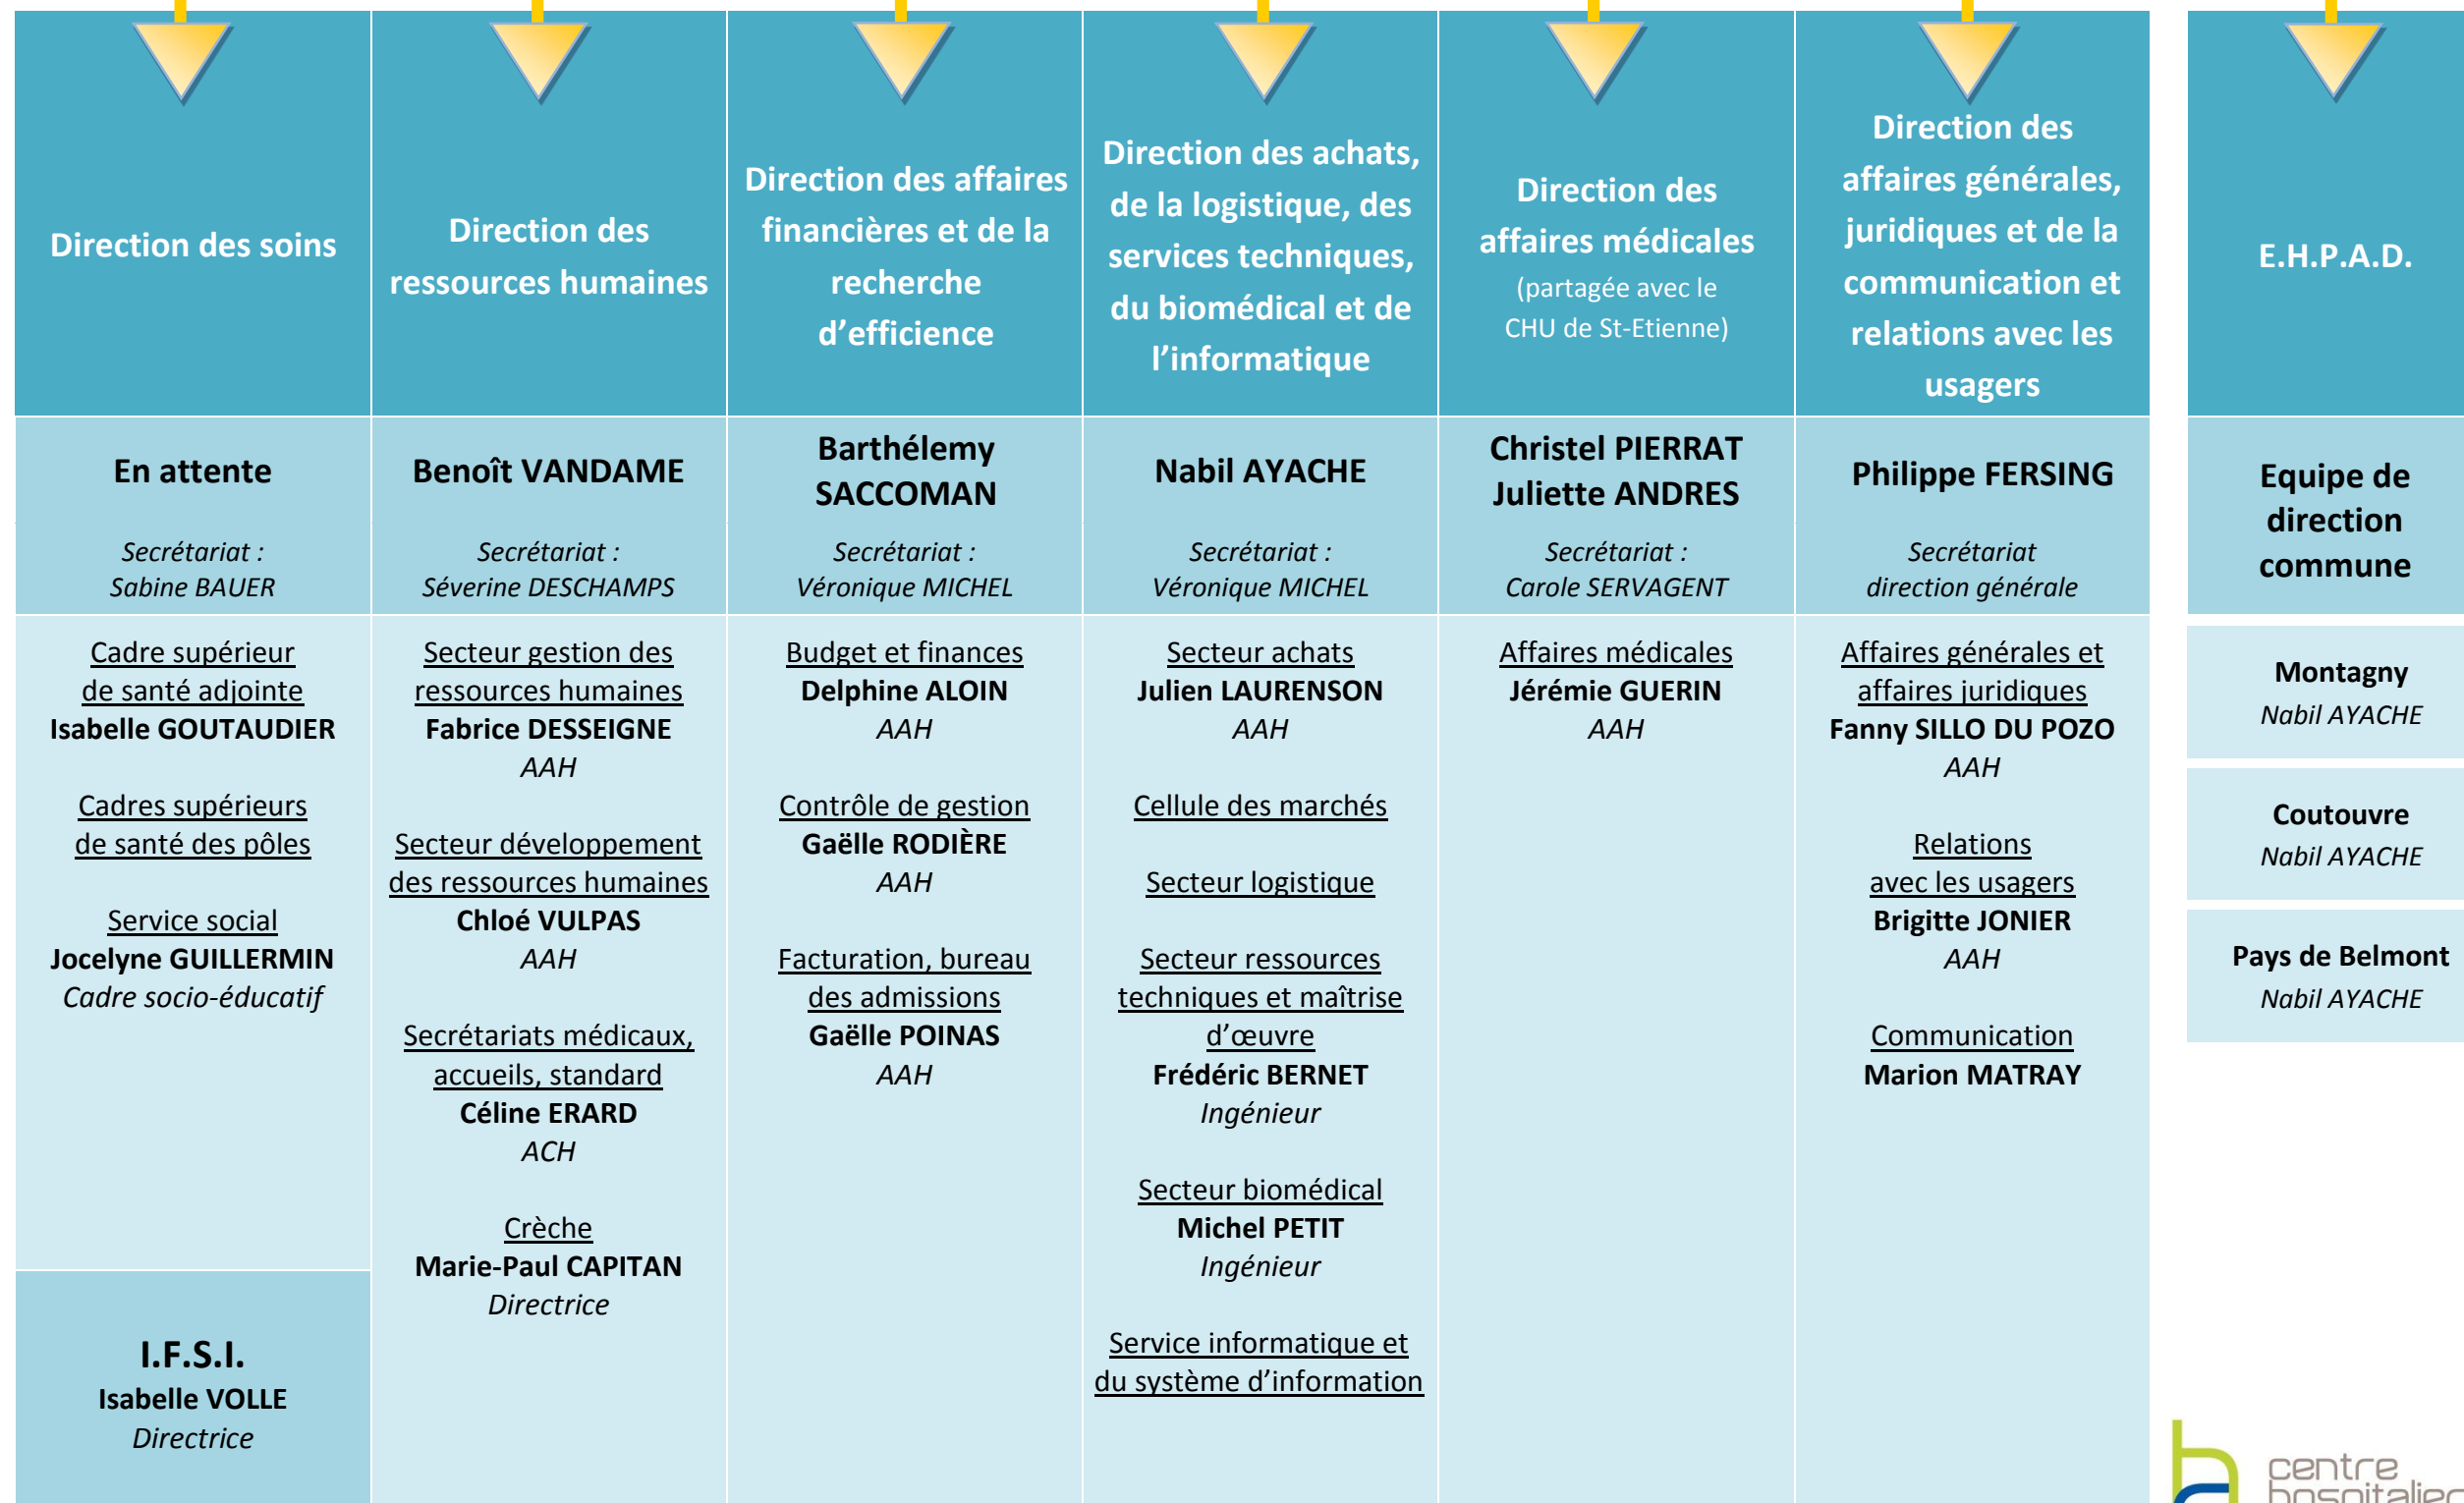 Direction des soins
En attente
Secrétariat :
Sabine BAUER
Cadre supérieur
de santé adjointe
Isabelle GOUTAUDIER
Cadres supérieurs
de santé des pôles
Service social
Jocelyne GUILLERMIN
Cadre socio-éducatif
I.F.S.I.
Isabelle VOLLE
Directrice
Direction des
ressources humaines
Benoît VANDAME
Secrétariat :
Séverine DESCHAMPS
Secteur gestion des
ressources humaines
Fabrice DESSEIGNE
AAH
Secteur développement
des ressources humaines
Chloé VULPAS
AAH
Secrétariats médicaux,
accueils, standard
Céline ERARD
ACH
Crèche
Marie-Paul CAPITAN
Directrice
Direction des affaires
financières et de la
recherche
d’efficience
Barthélemy
SACCOMAN
Secrétariat :
Véronique MICHEL
Budget et finances
Delphine ALOIN
AAH
Contrôle de gestion
Gaëlle RODIÈRE
AAH
Facturation, bureau
des admissions
Gaëlle POINAS
AAH
Direction des achats,
de la logistique, des
services techniques,
du biomédical et de
l’informatique
Nabil AYACHE
Secrétariat :
Véronique MICHEL
Secteur achats
Julien LAURENSON
AAH
Cellule des marchés
Secteur logistique
Secteur ressources
techniques et maîtrise
d’œuvre
Frédéric BERNET
Ingénieur
Secteur biomédical
Michel PETIT
Ingénieur
Service informatique et
du système d’information
Direction des
affaires médicales
(partagée avec le
CHU de St-Etienne)
Christel PIERRAT
Juliette ANDRES
Secrétariat :
Carole SERVAGENT
Affaires médicales
Jérémie GUERIN
AAH
Direction des
affaires générales,
juridiques et de la
communication et
relations avec les
usagers
Philippe FERSING
Secrétariat
direction générale
Affaires générales et
affaires juridiques
Fanny SILLO DU POZO
AAH
Relations
avec les usagers
Brigitte JONIER
AAH
Communication
Marion MATRAY
E.H.P.A.D.
Equipe de
direction
commune
Montagny
Nabil AYACHE
Coutouvre
Nabil AYACHE
Pays de Belmont
Nabil AYACHE
centre
hospitalier